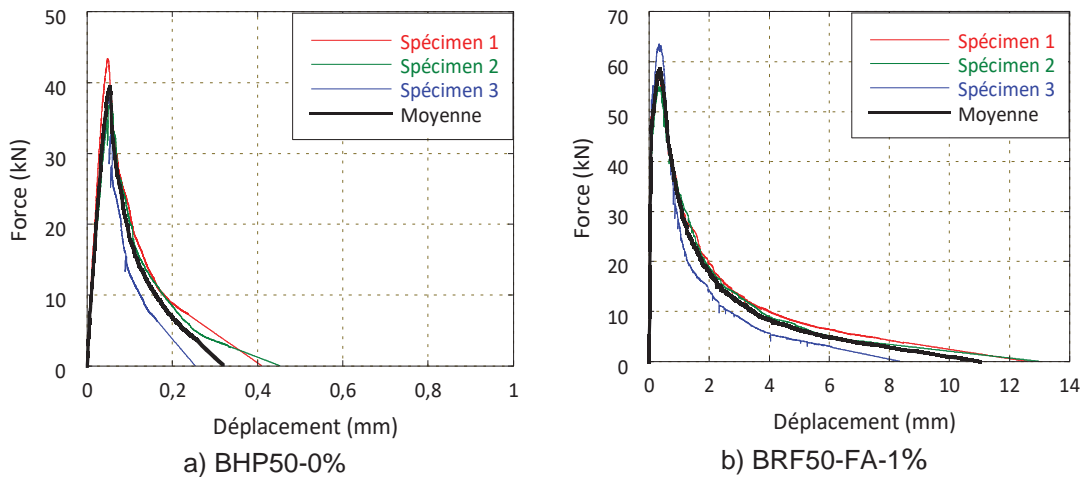 50
40
30
20
10
0
Force (kN)
Spécimen 1
Spécimen 2
Spécimen 3
Moyenne
0 0,2 0,4 0,6 0,8 1
Déplacement (mm)
a) BHP50-0%
70
60
50
40
30
20
10
0
Force (kN)
Spécimen 1
Spécimen 2
Spécimen 3
Moyenne
0 2 4 6 8 10 12 14
Déplacement (mm)
b) BRF50-FA-1%